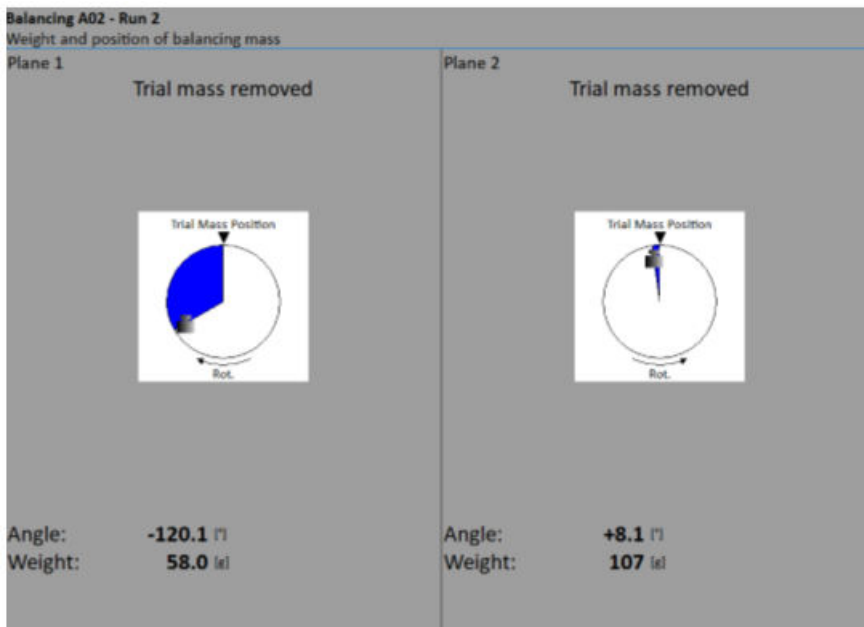 Balancing A02 - Run 2
Weight and position of balancing mass
Plane 1
Trial mass removed
Trial Mass Position
Rot.
Angle: -120.1 [°]
Weight: 58.0 [g]
Plane 2
Trial mass removed
Trial Mass Position
Rot.
Angle: +8.1 [°]
Weight: 107 [g]